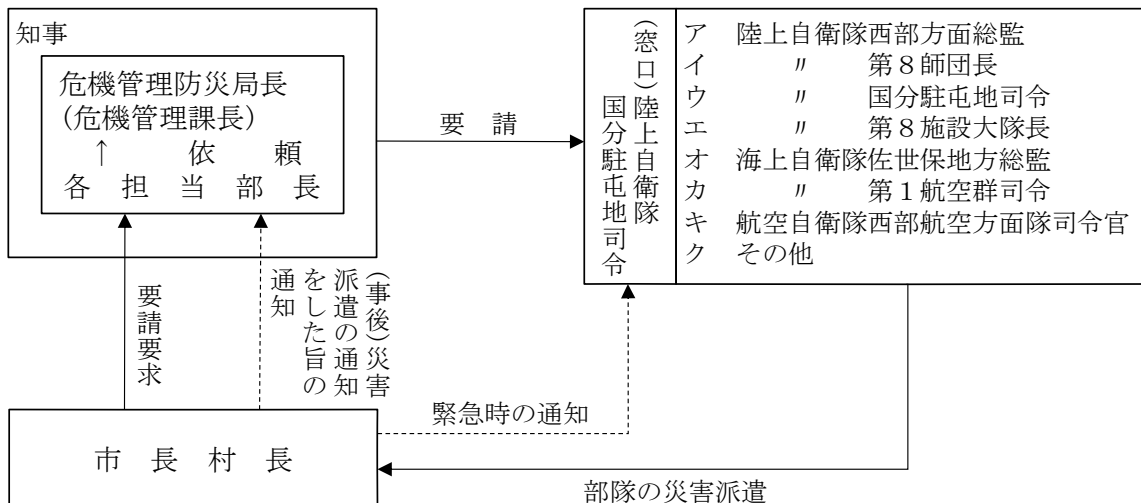 知事
危機管理防災局長
(危機管理課長)
↑ 依 頼
各 担 当 部 長
要 請
(窓口)陸上自衛隊
国分駐屯地司令
ア 陸上自衛隊西部方面総監
イ 〃 第８師団長
ウ 〃 国分駐屯地司令
エ 〃 第８施設大隊長
オ 海上自衛隊佐世保地方総監
カ 〃 第１航空群司令
キ 航空自衛隊西部航空方面隊司令官
ク その他
要請要求
(事後)災害
派遣の通知
をした旨の
通知
緊急時の通知
市 長 村 長
部隊の災害派遣